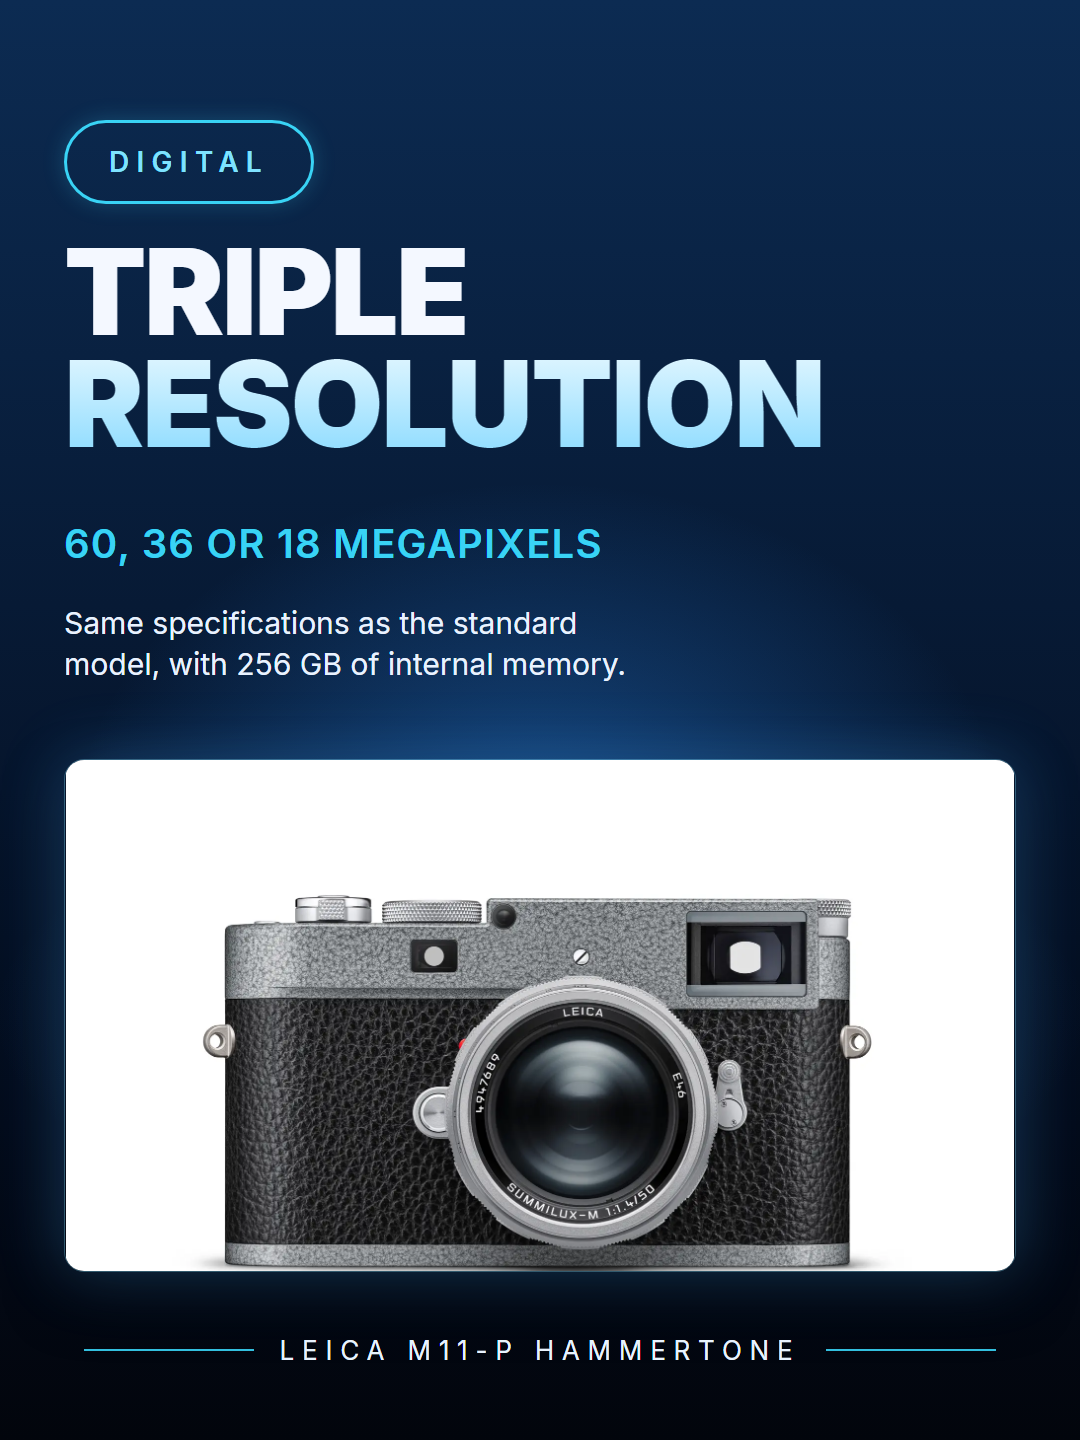 DIGITAL
TRIPLE
RESOLUTION
60, 36 OR 18 MEGAPIXELS
Same specifications as the standard
model, with 256 GB of internal memory.
LEICA
4947689
E46
SUMMILUX-M 1:1.4/50
LEICA M11-P HAMMERTONE